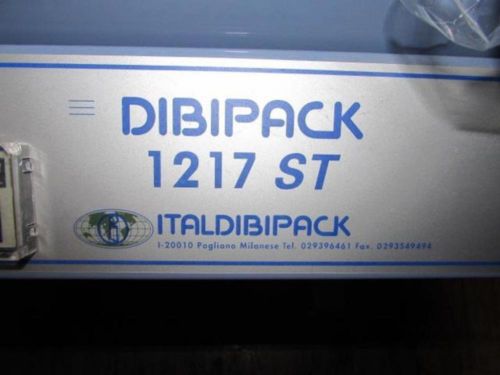 DIBIPACK
1217 ST
ITALDIBIPACK
I-20010 Pogliano Milanese Tel. 029396461 Fax. 0293549494